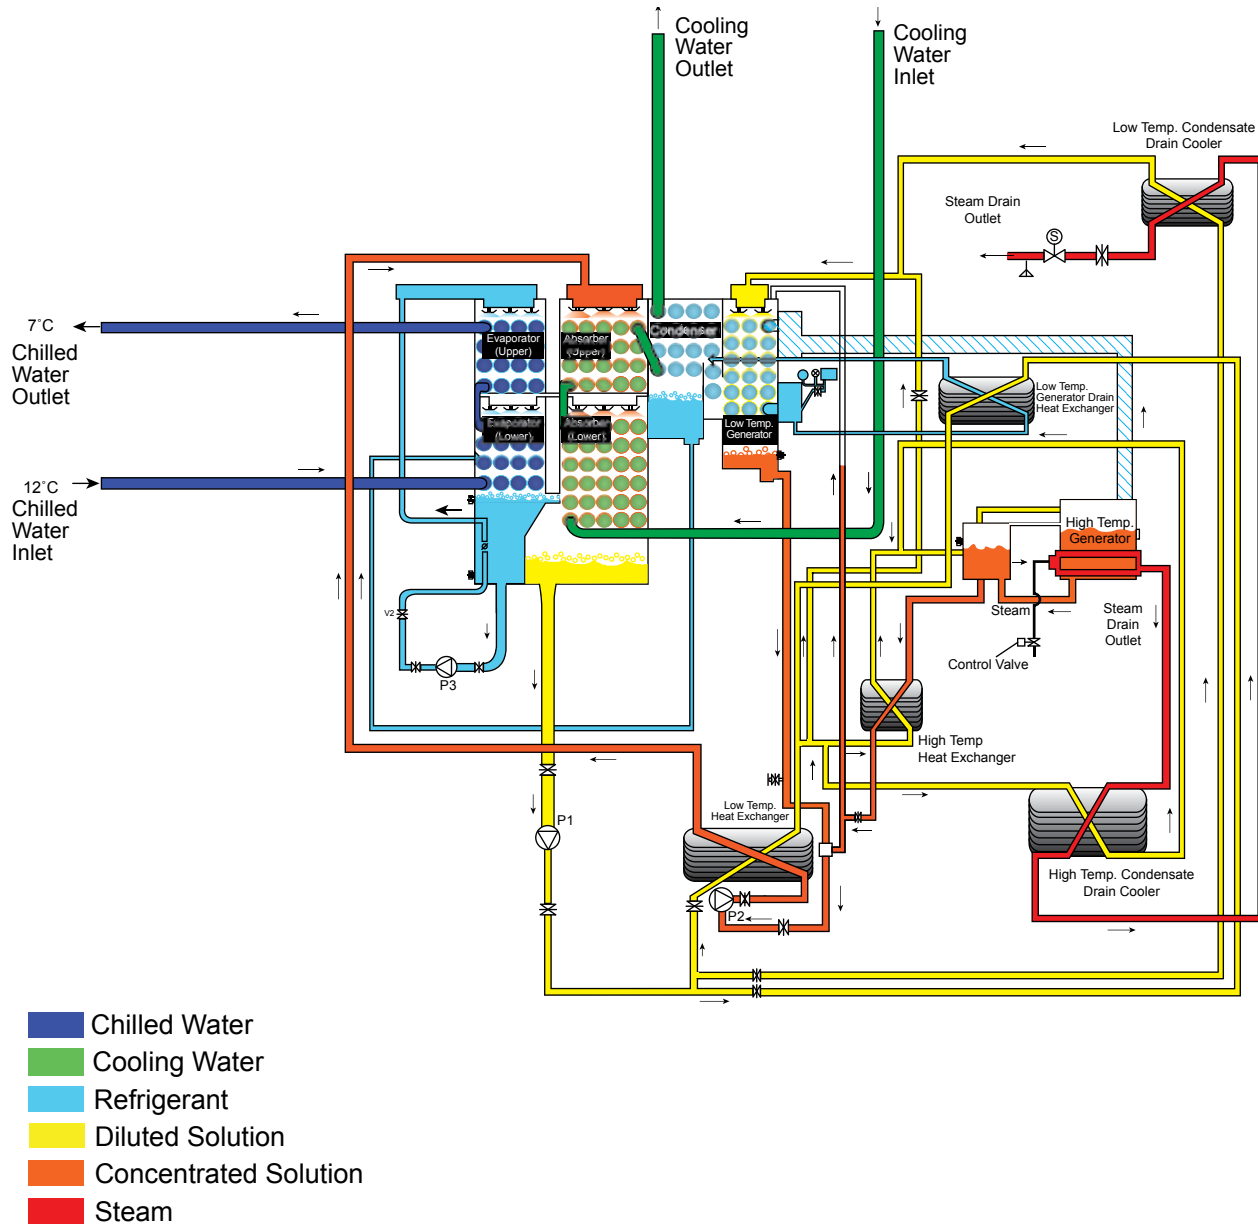 Cooling
Water
Outlet
Cooling
Water
Inlet
Low Temp. Condensate
Drain Cooler
Steam Drain
Outlet
S
7°C
Chilled
Water
Outlet
Evaporator
(Upper)
Absorber
(Upper)
Condenser
Low Temp.
Generator Drain
Heat Exchanger
Evaporator
(Lower)
Absorber
(Lower)
Low Temp.
Generator
12°C
Chilled
Water
Inlet
High Temp.
Generator
Steam
Steam
Drain
Outlet
V2
Control Valve
P3
High Temp
Heat Exchanger
Low Temp.
Heat Exchanger
P1
High Temp. Condensate
Drain Cooler
P2
Chilled Water
Cooling Water
Refrigerant
Diluted Solution
Concentrated Solution
Steam